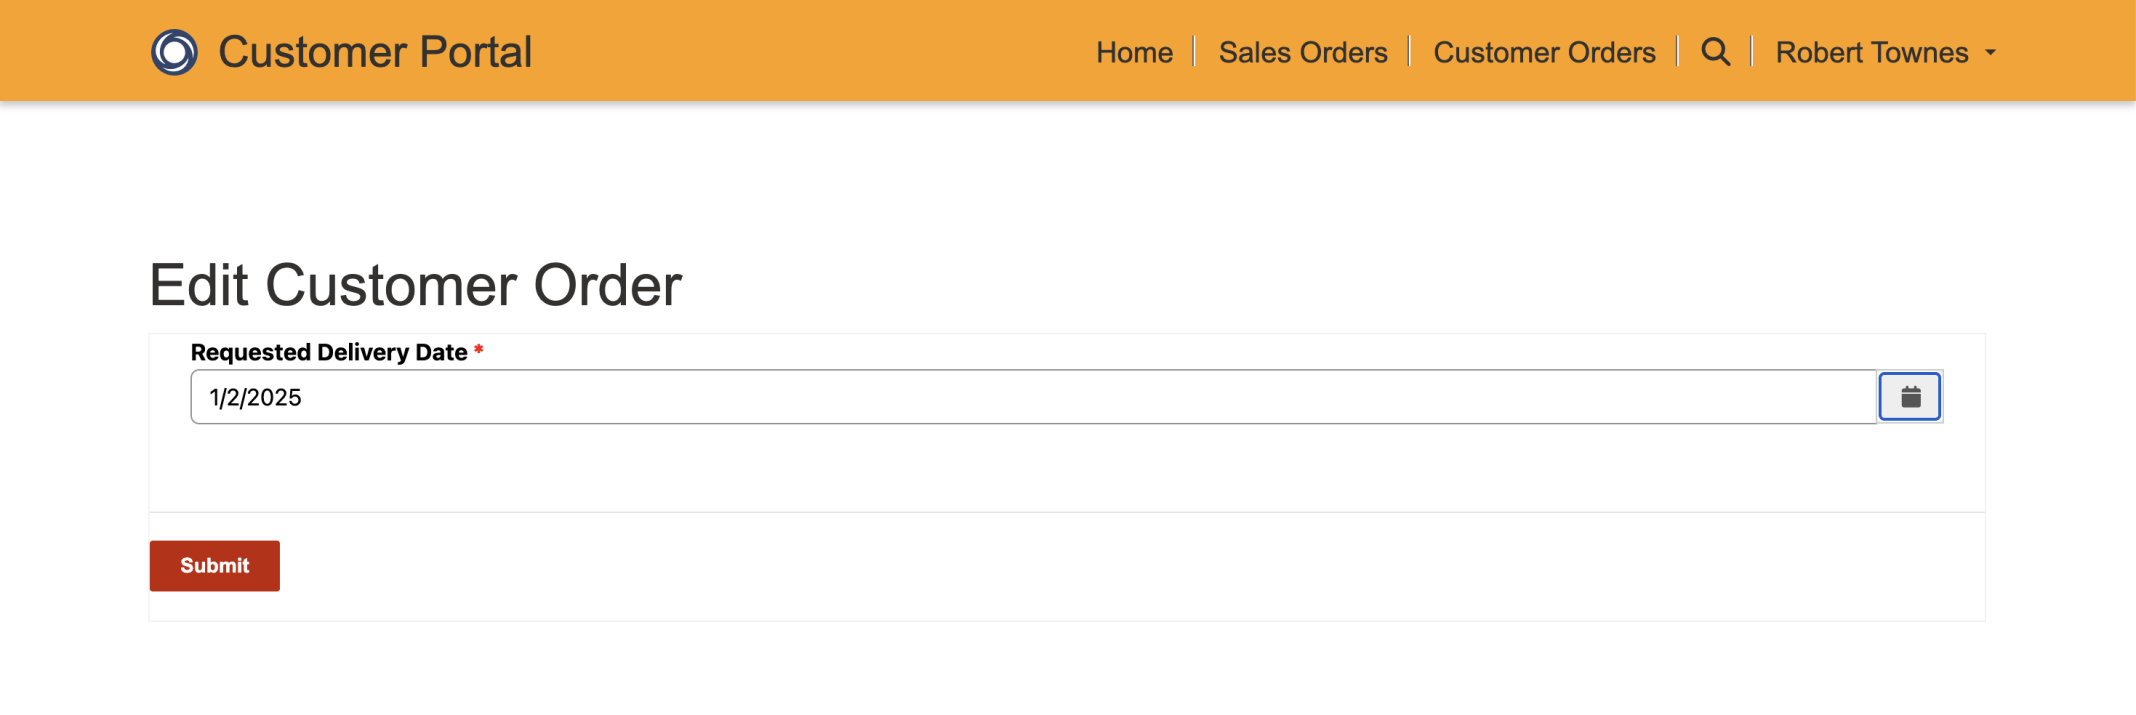 Customer Portal
Home Sales Orders Customer Orders Robert Townes
Edit Customer Order
Requested Delivery Date *
1/2/2025
Submit